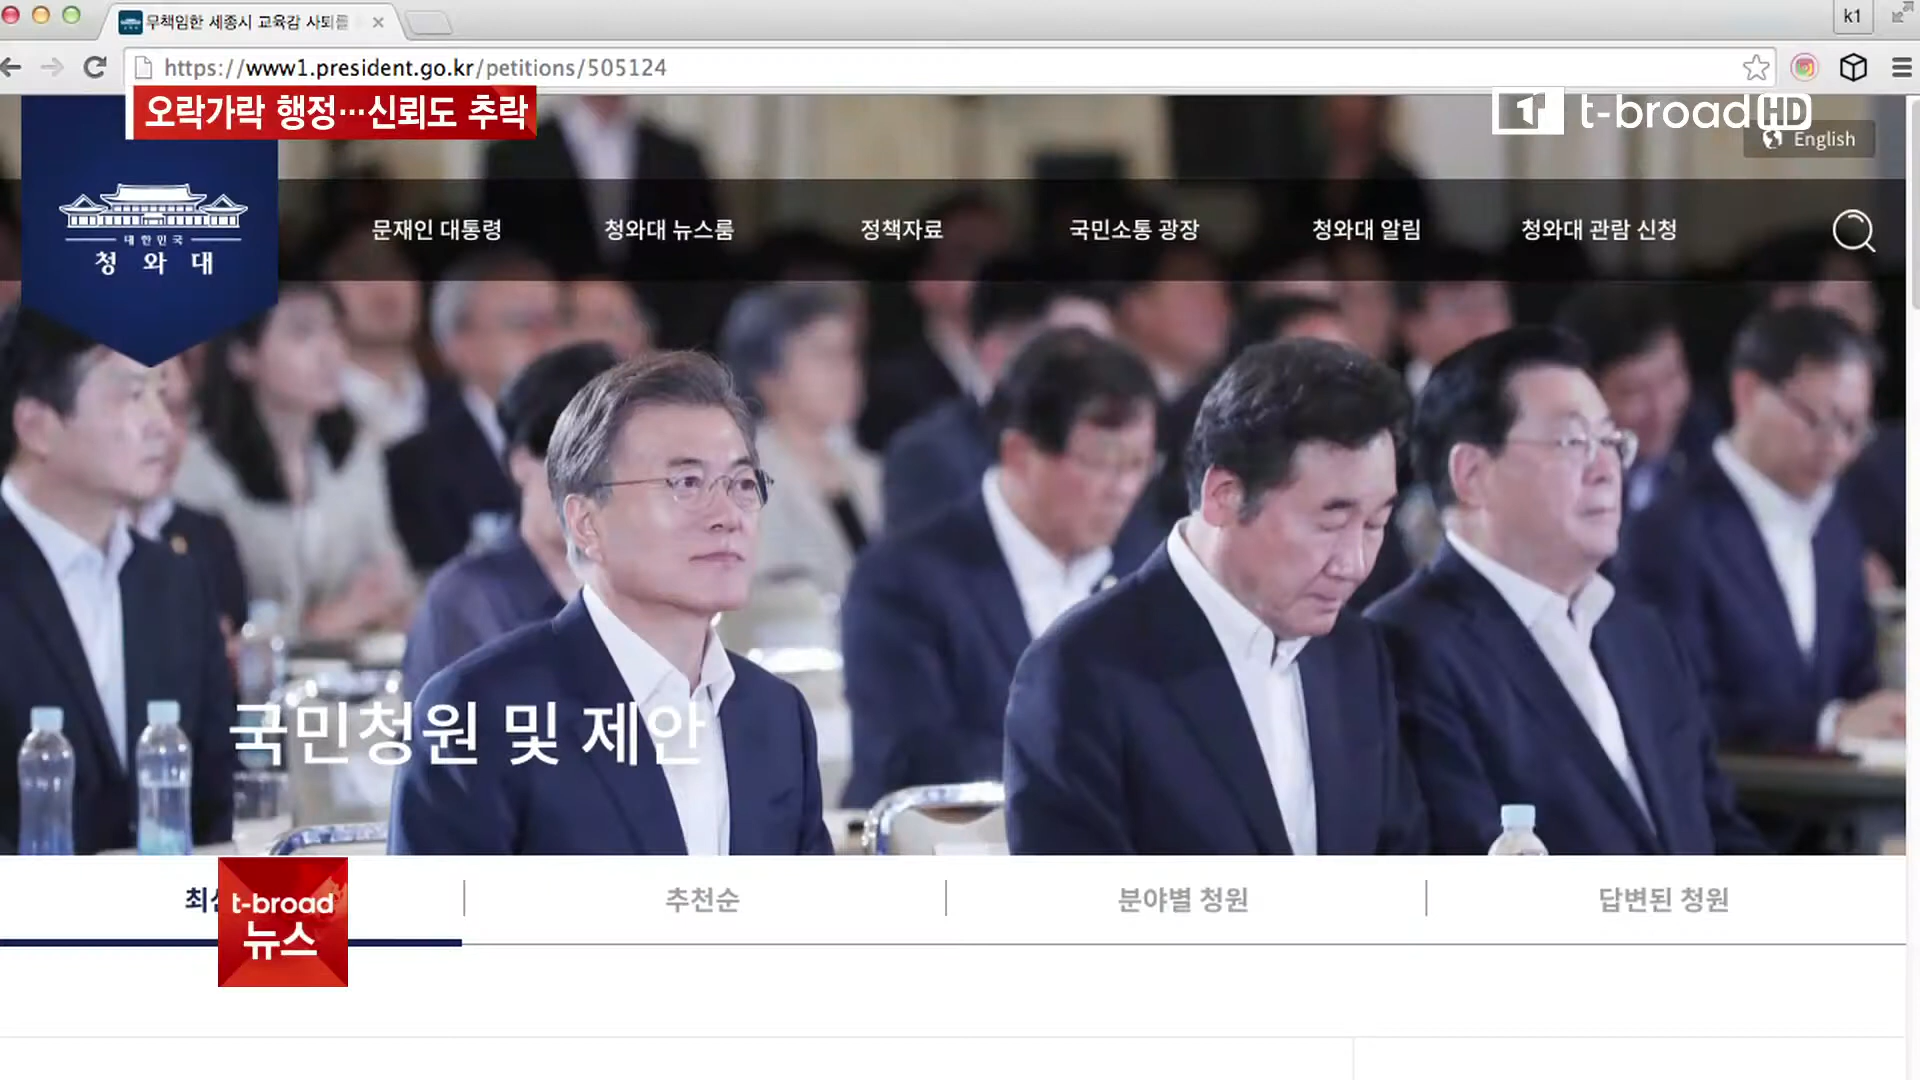 무책임한 세종시 교육감 사퇴를
k1
https://www1.president.go.kr/petitions/505124
오락가락 행정…신뢰도 추락
t-broad HD
English
대한민국
청와대
문재인 대통령
청와대 뉴스룸
정책자료
국민소통 광장
청와대 알림
청와대 관람 신청
국민청원 및 제안
추천순
분야별 청원
답변된 청원
t-broad
뉴스